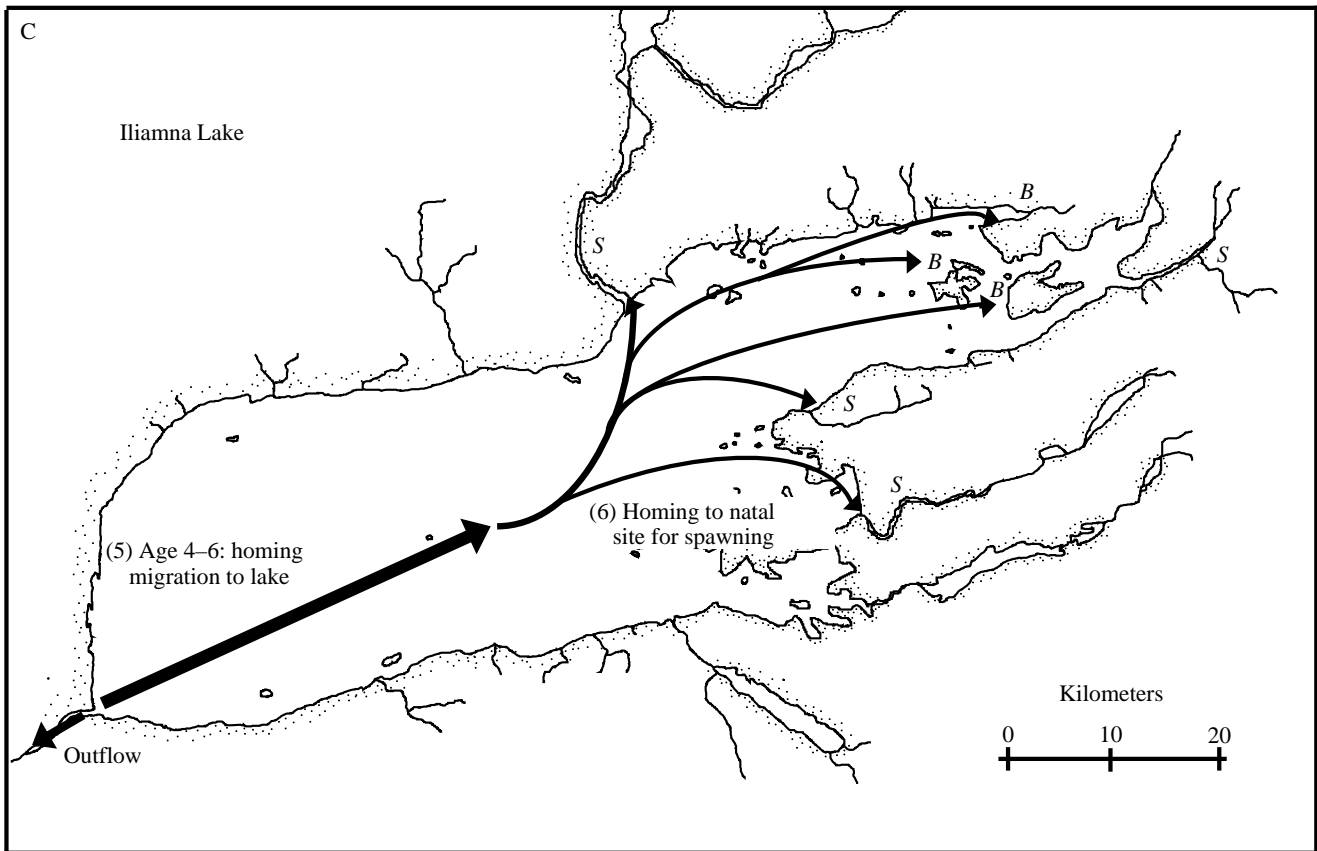 C
Iliamna Lake
B
S
B
S
B
S
S
(6) Homing to natal
site for spawning
(5) Age 4–6: homing
migration to lake
Kilometers
0 10 20
Outflow